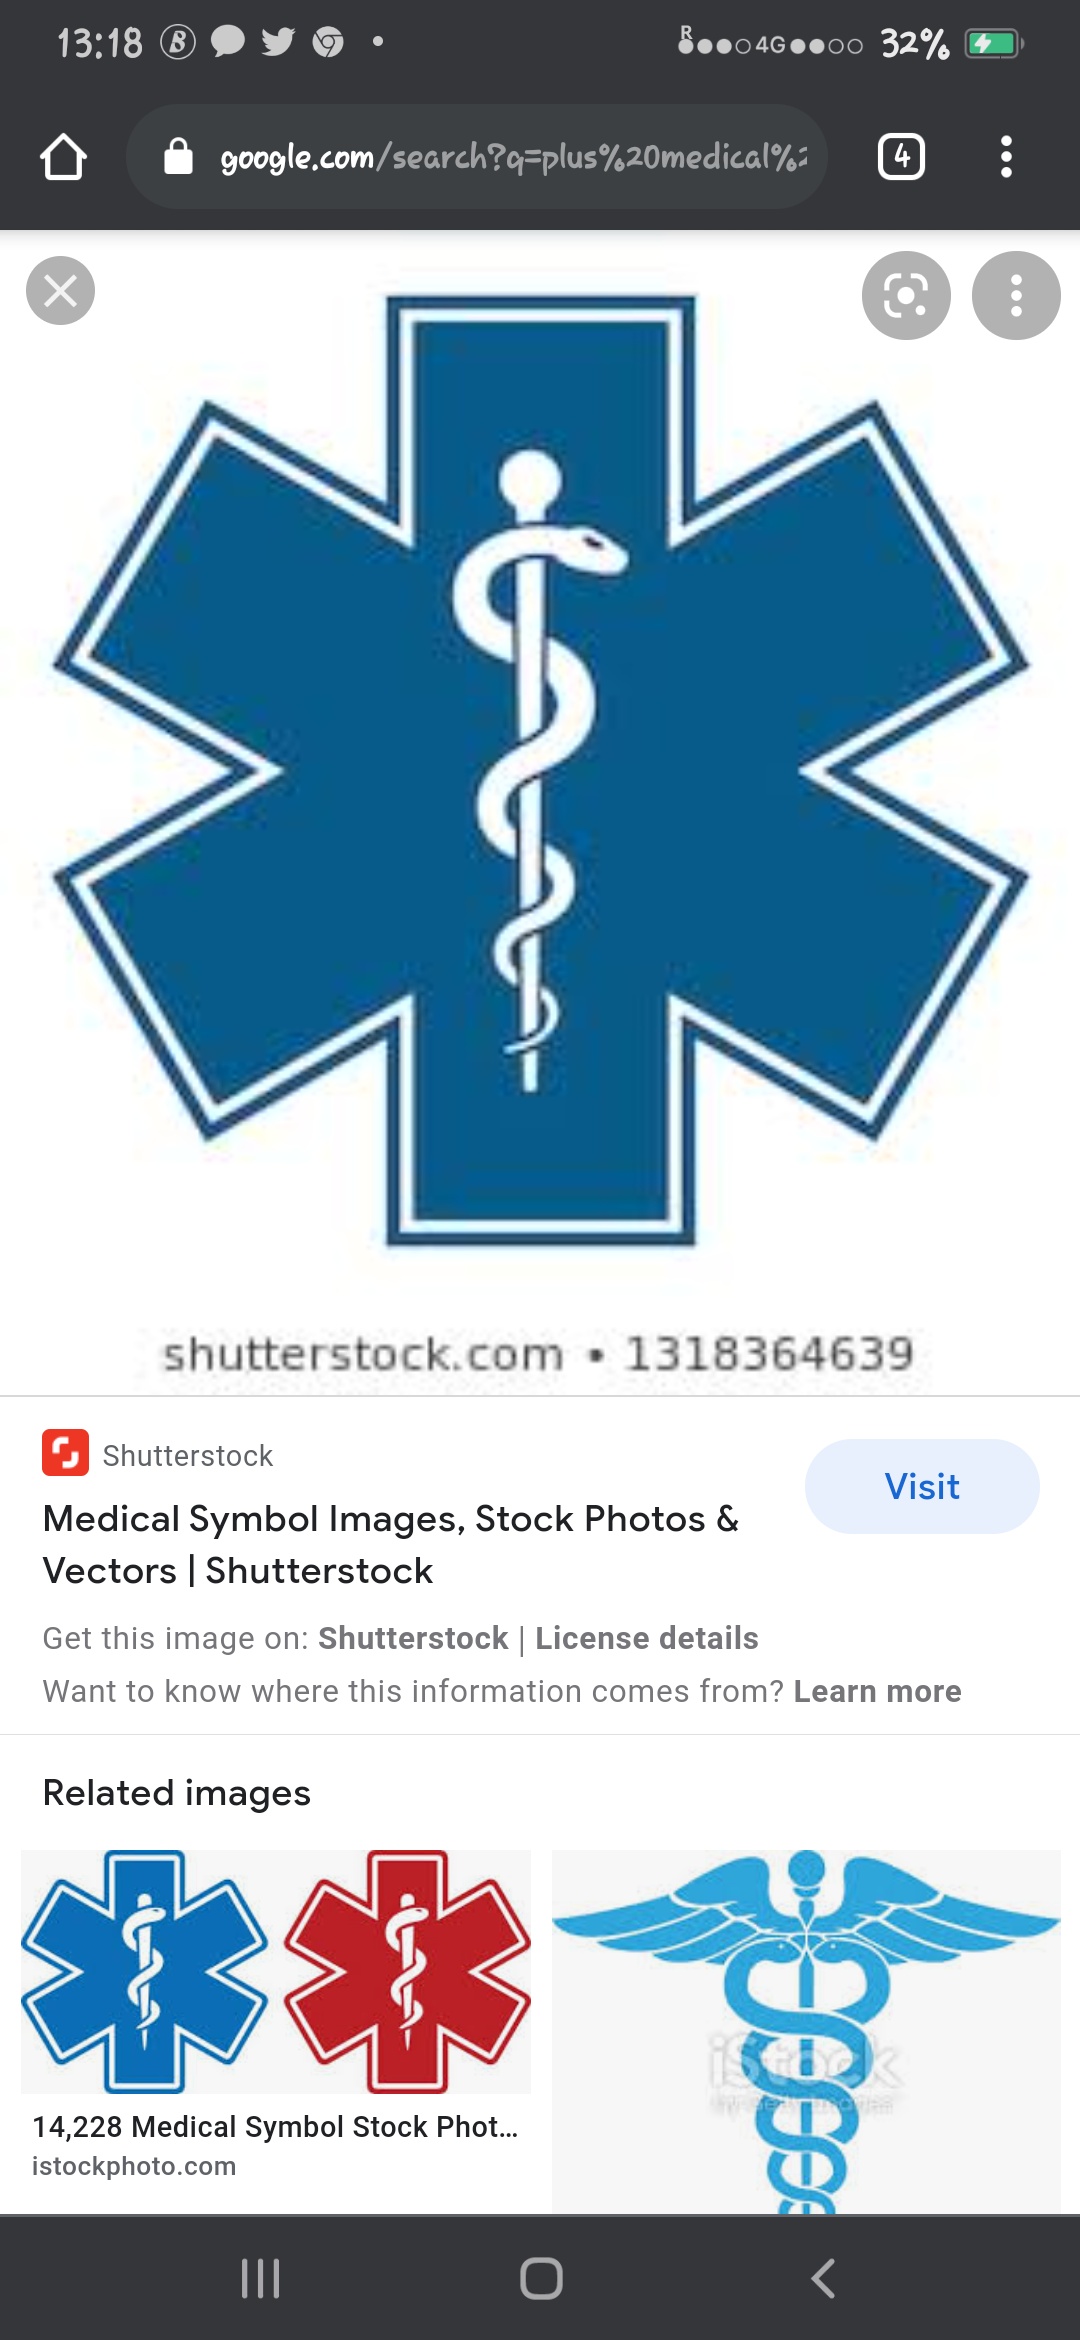 13:18
R 4G 32%
google.com/search?q=plus%20medical%2
4
shutterstock.com • 1318364639
Shutterstock
Visit
Medical Symbol Images, Stock Photos &
Vectors | Shutterstock
Get this image on: Shutterstock | License details
Want to know where this information comes from? Learn more
Related images
iStock
14,228 Medical Symbol Stock Phot...
istockphoto.com